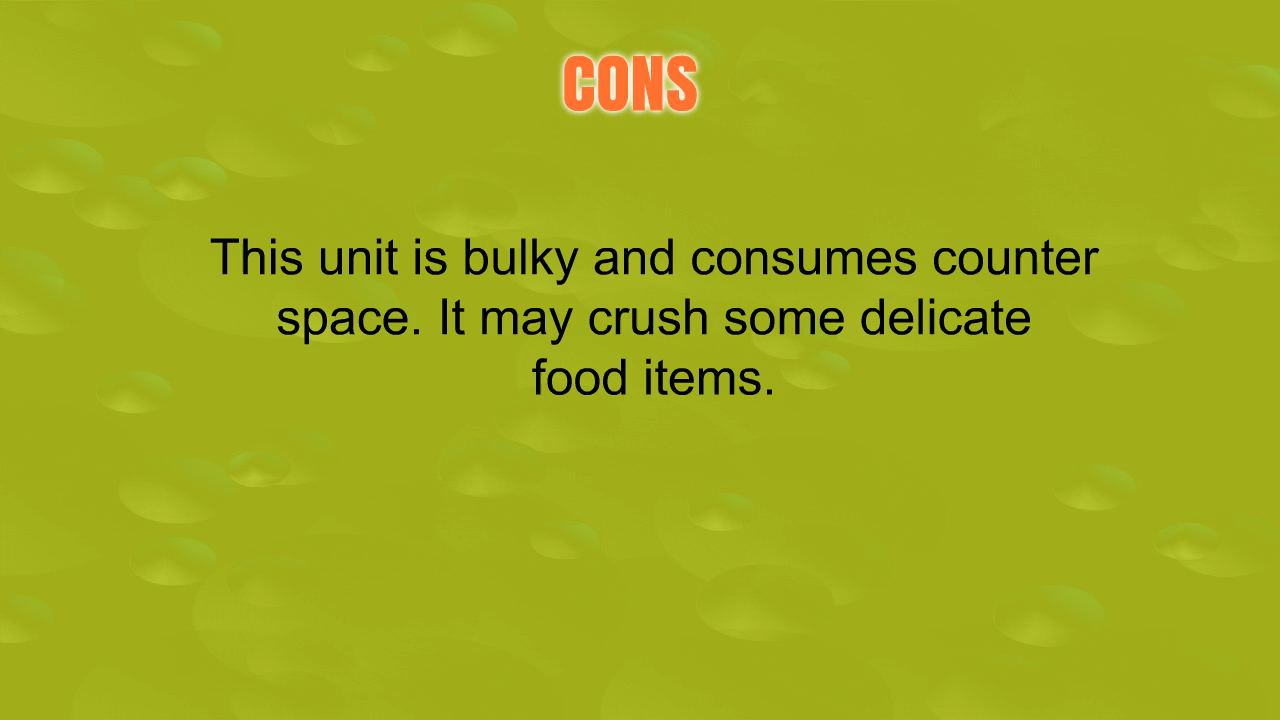 CONS
This unit is bulky and consumes counter
space. It may crush some delicate
food items.